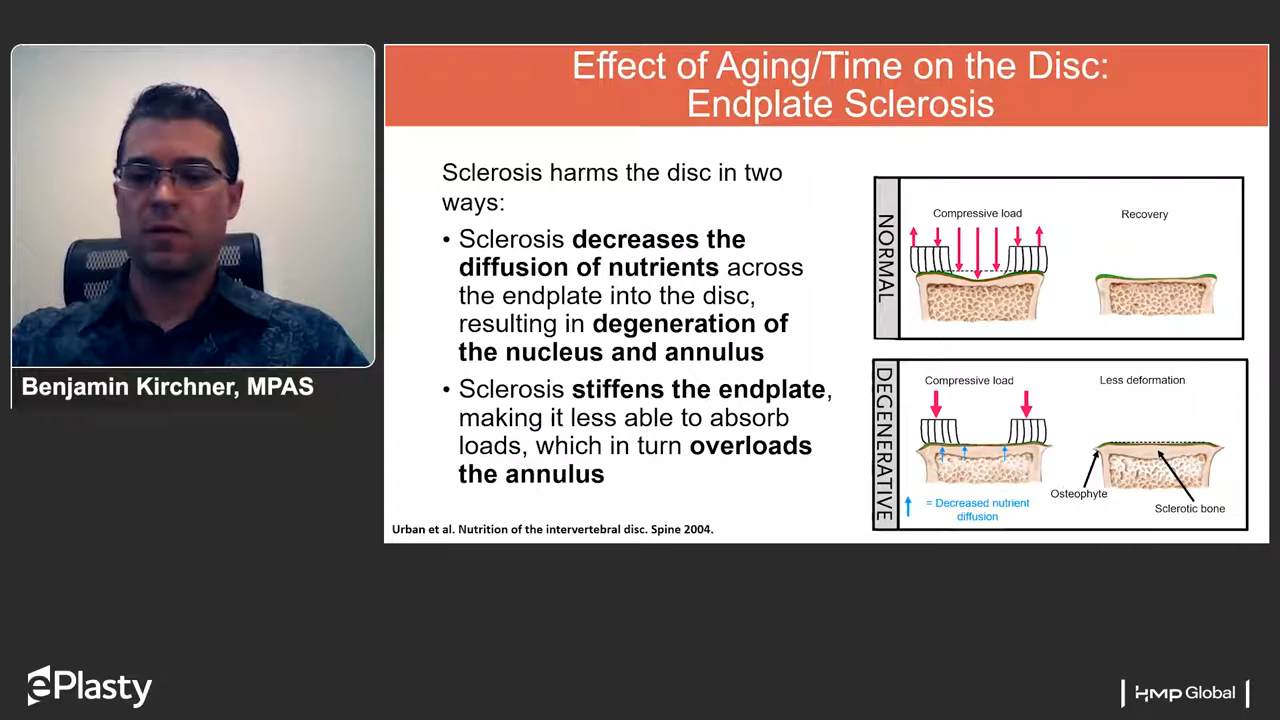 Effect of Aging/Time on the Disc:
Endplate Sclerosis
Benjamin Kirchner, MPAS
Sclerosis harms the disc in two
ways:
• Sclerosis decreases the
diffusion of nutrients across
the endplate into the disc,
resulting in degeneration of
the nucleus and annulus
• Sclerosis stiffens the endplate,
making it less able to absorb
loads, which in turn overloads
the annulus
Urban et al. Nutrition of the intervertebral disc. Spine 2004.
NORMAL
Compressive load
Recovery
DEGENERATIVE
Compressive load
Less deformation
Osteophyte
Sclerotic bone
= Decreased nutrient
diffusion
ePlasty
HMP Global